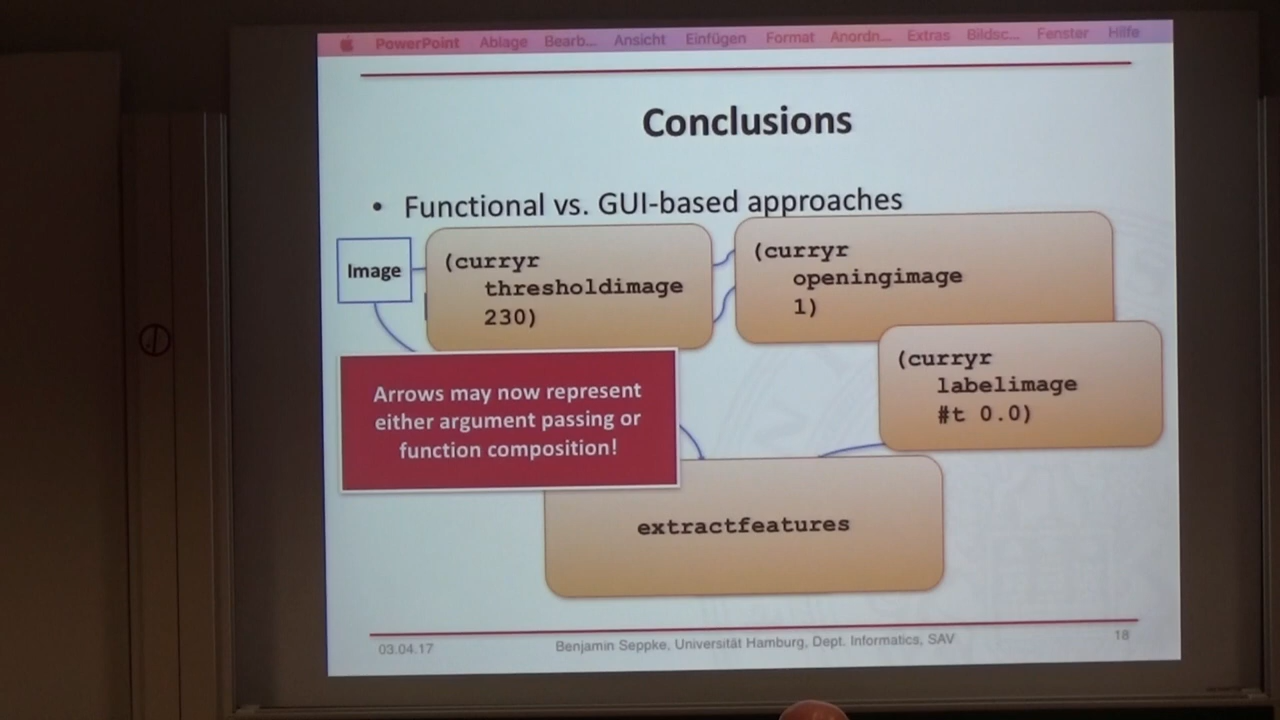 PowerPoint Ablage Bearb... Ansicht Einfügen Format Anordn... Extras Bildsc... Fenster Hilfe
Conclusions
• Functional vs. GUI-based approaches
Image
(curryr
thresholdimage
230)
(curryr
openingimage
1)
(curryr
labelimage
#t 0.0)
Arrows may now represent
either argument passing or
function composition!
extractfeatures
03.04.17
Benjamin Seppke, Universität Hamburg, Dept. Informatics, SAV
18